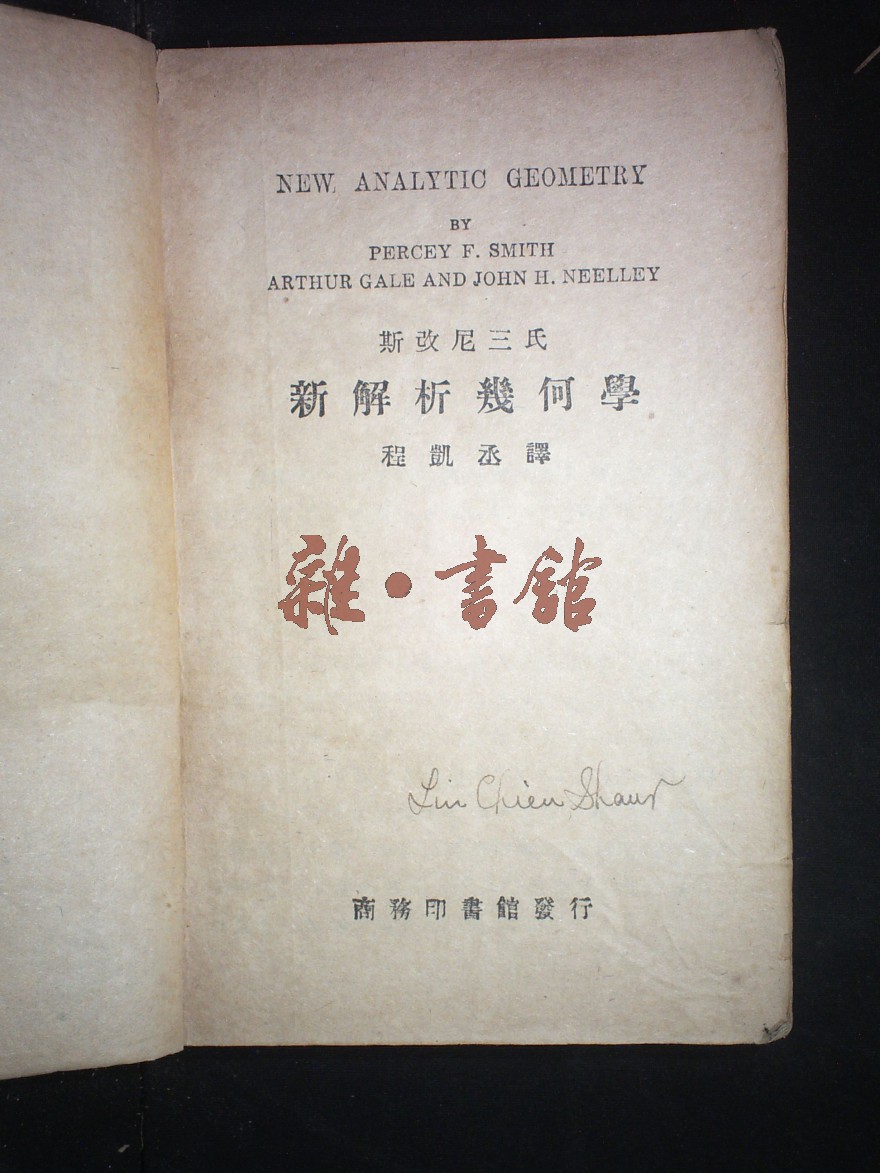 NEW ANALYTIC GEOMETRY
BY
PERCEY F. SMITH
ARTHUR GALE AND JOHN H. NEELLEY
斯改尼三氏
新解析幾何學
程凱丞譯
雜·書館
Lin Chien
商務印書館發行